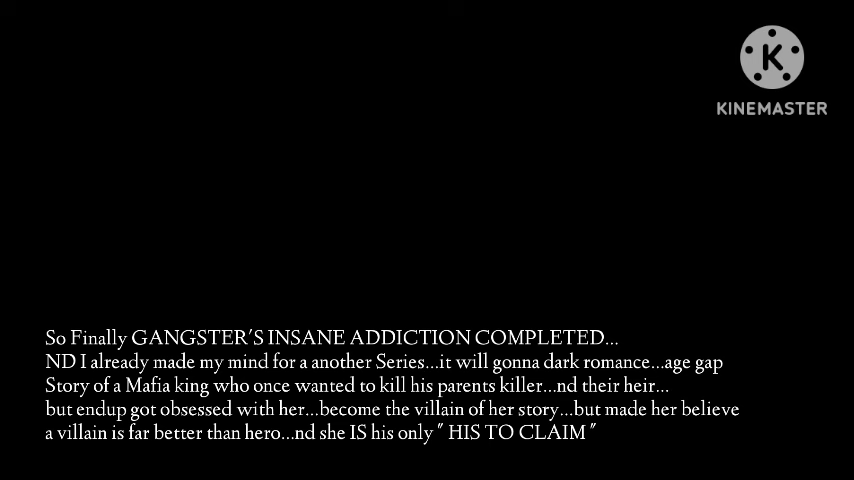 KINEMASTER
So Finally GANGSTER'S INSANE ADDICTION COMPLETED...
ND I already made my mind for a another Series...it will gonna dark romance...age gap
Story of a Mafia king who once wanted to kill his parents killer...nd their heir...
but endup got obsessed with her...become the villain of her story...but made her believe
a villain is far better than hero...nd she IS his only " HIS TO CLAIM "